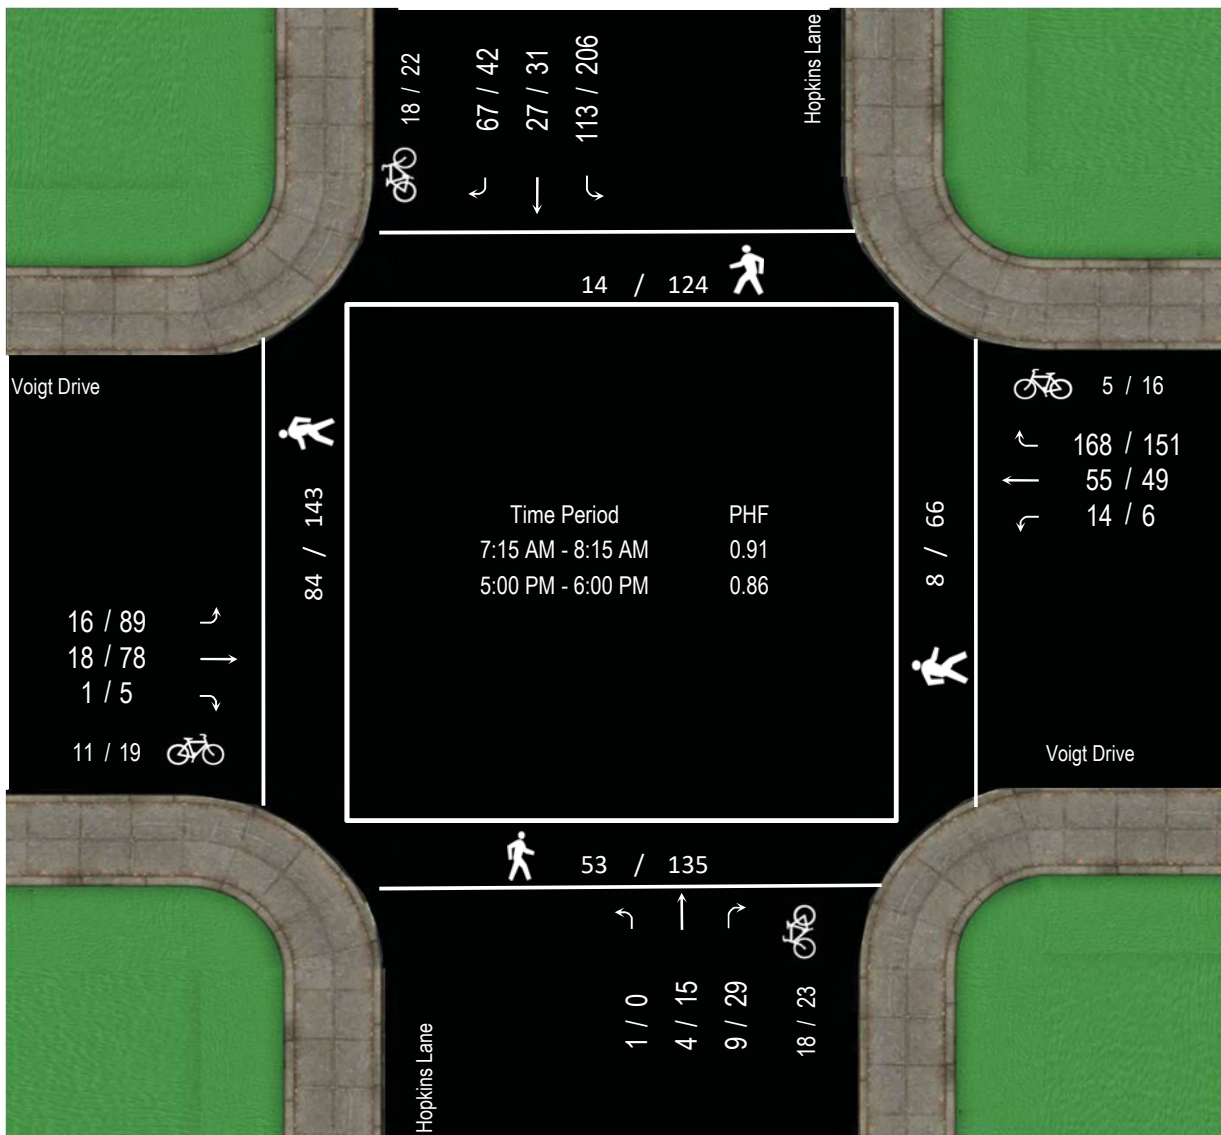 Hopkins Lane
18 / 22
67 / 42
27 / 31
113 / 206
14 / 124
Voigt Drive
5 / 16
168 / 151
55 / 49
14 / 6
84 / 143
Time Period PHF
7:15 AM - 8:15 AM 0.91
5:00 PM - 6:00 PM 0.86
8 / 66
16 / 89
18 / 78
1 / 5
11 / 19
Voigt Drive
53 / 135
1 / 0
4 / 15
9 / 29
18 / 23
Hopkins Lane